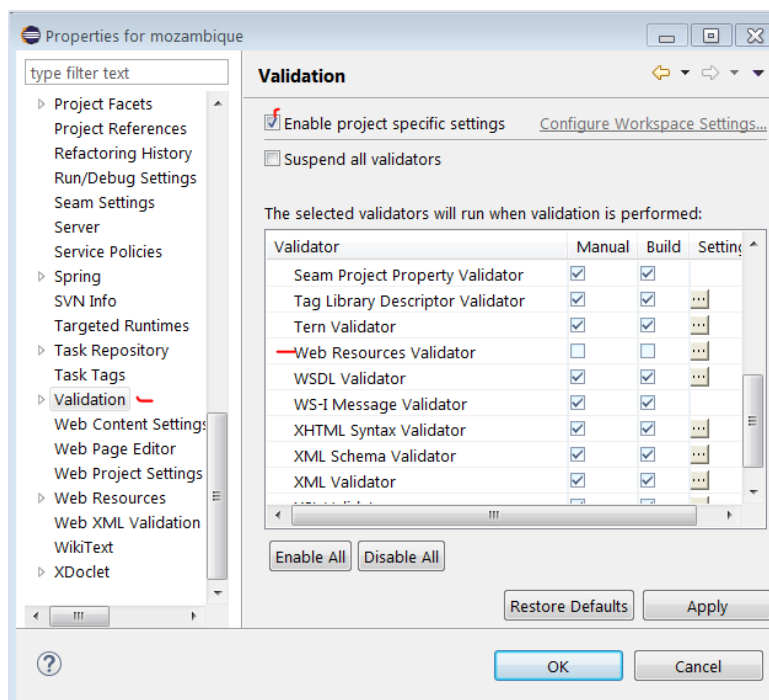 Properties for mozambique
type filter text
Project Facets
Project References
Refactoring History
Run/Debug Settings
Seam Settings
Server
Service Policies
Spring
SVN Info
Targeted Runtimes
Task Repository
Task Tags
Validation
Web Content Settings
Web Page Editor
Web Project Settings
Web Resources
Web XML Validation
WikiText
XDoclet
Validation
Enable project specific settings Configure Workspace Settings...
Suspend all validators
The selected validators will run when validation is performed:
Validator Manual Build Setting
Seam Project Property Validator
Tag Library Descriptor Validator ...
Tern Validator ...
Web Resources Validator ...
WSDL Validator ...
WS-I Message Validator
XHTML Syntax Validator ...
XML Schema Validator ...
XML Validator ...
Enable All Disable All
Restore Defaults Apply
? OK Cancel